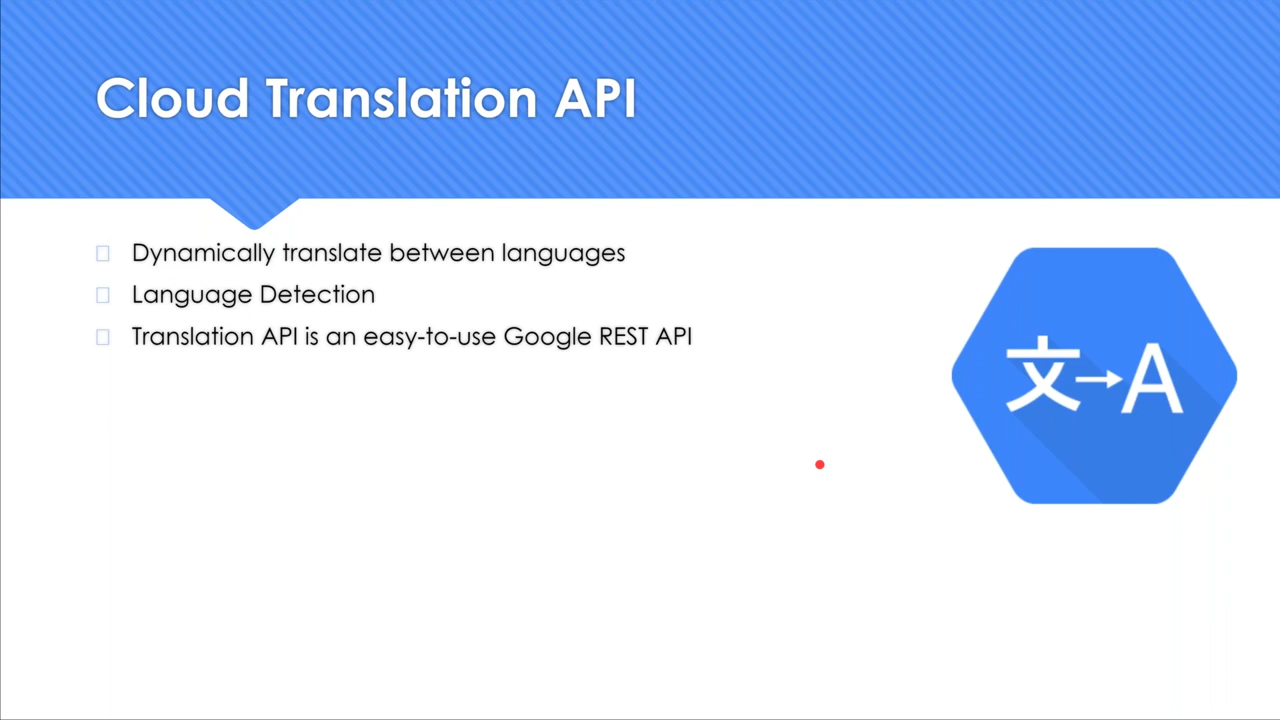 Cloud Translation API
Dynamically translate between languages
Language Detection
Translation API is an easy-to-use Google REST API
文→A